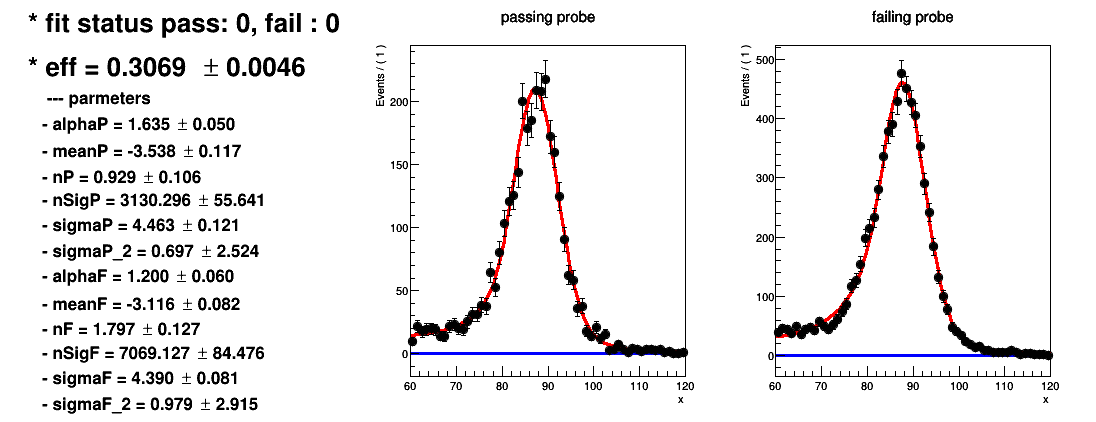 * fit status pass: 0, fail : 0
* eff = 0.3069 ± 0.0046
--- parmeters
- alphaP = 1.635 ± 0.050
- meanP = -3.538 ± 0.117
- nP = 0.929 ± 0.106
- nSigP = 3130.296 ± 55.641
- sigmaP = 4.463 ± 0.121
- sigmaP_2 = 0.697 ± 2.524
- alphaF = 1.200 ± 0.060
- meanF = -3.116 ± 0.082
- nF = 1.797 ± 0.127
- nSigF = 7069.127 ± 84.476
- sigmaF = 4.390 ± 0.081
- sigmaF_2 = 0.979 ± 2.915
passing probe
Events / ( 1 )
200
150
100
50
0
60 70 80 90 100 110 120
x
failing probe
Events / ( 1 )
500
400
300
200
100
0
60 70 80 90 100 110 120
x